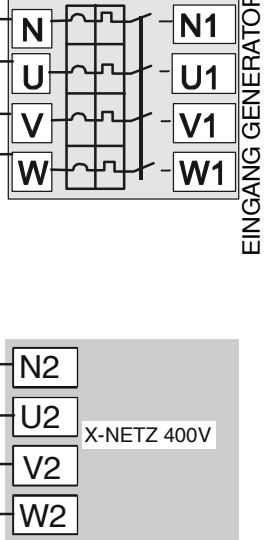 N N1
U U1
V V1
W W1
EINGANG GENERATOR
N2
U2
X-NETZ 400V
V2
W2